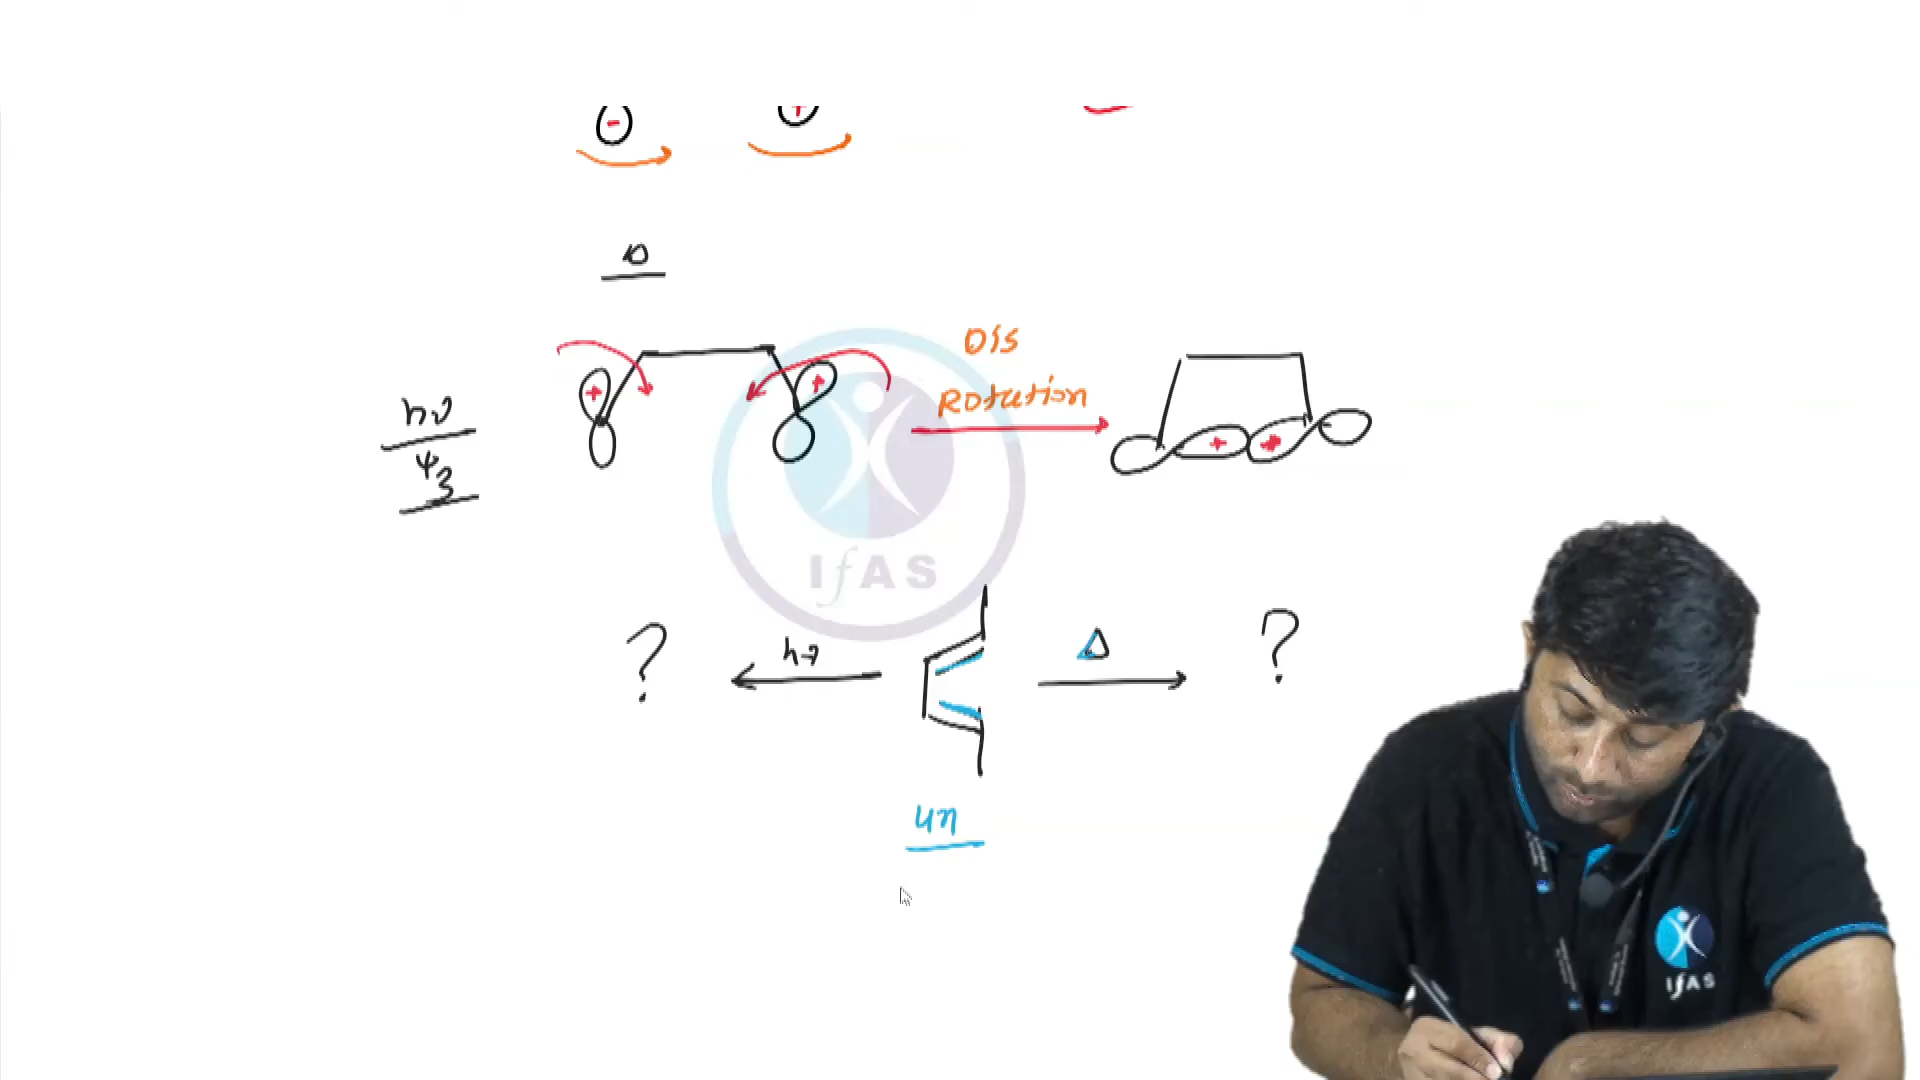 -
+
Dis
Rotation
hν
ψ3
+
+
+
+
IfAS
?
hν
Δ
?
4π
IfAS